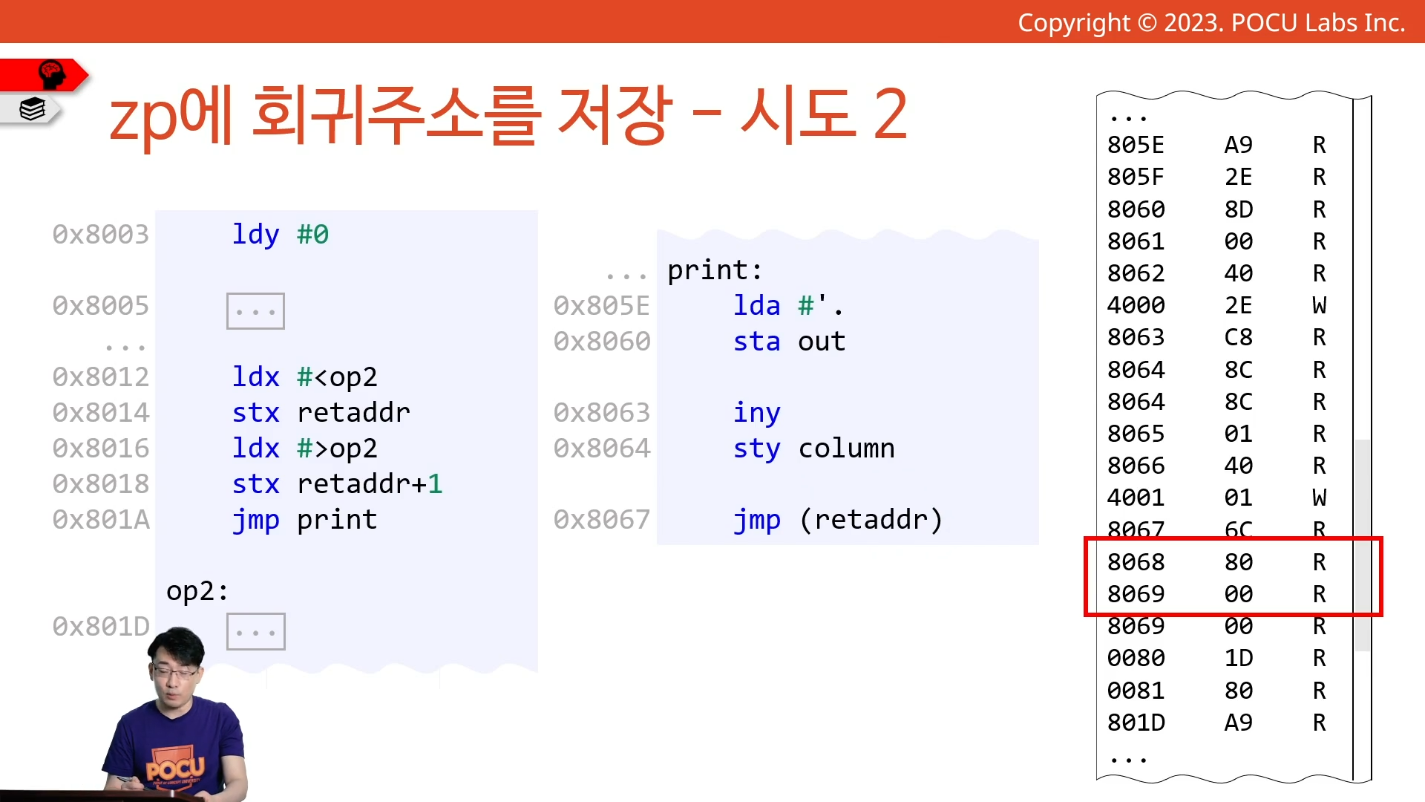 Copyright © 2023. POCU Labs Inc.
zp에 회귀주소를 저장 – 시도 2
0x8003 ldy #0
0x8005 ...
...
0x8012 ldx #<op2
0x8014 stx retaddr
0x8016 ldx #>op2
0x8018 stx retaddr+1
0x801A jmp print
op2:
0x801D ...
... print:
0x805E lda #'.
0x8060 sta out
0x8063 iny
0x8064 sty column
0x8067 jmp (retaddr)
...
805E A9 R
805F 2E R
8060 8D R
8061 00 R
8062 40 R
4000 2E W
8063 C8 R
8064 8C R
8064 8C R
8065 01 R
8066 40 R
4001 01 W
8067 6C R
8068 80 R
8069 00 R
8069 00 R
0080 1D R
0081 80 R
801D A9 R
...
POCU